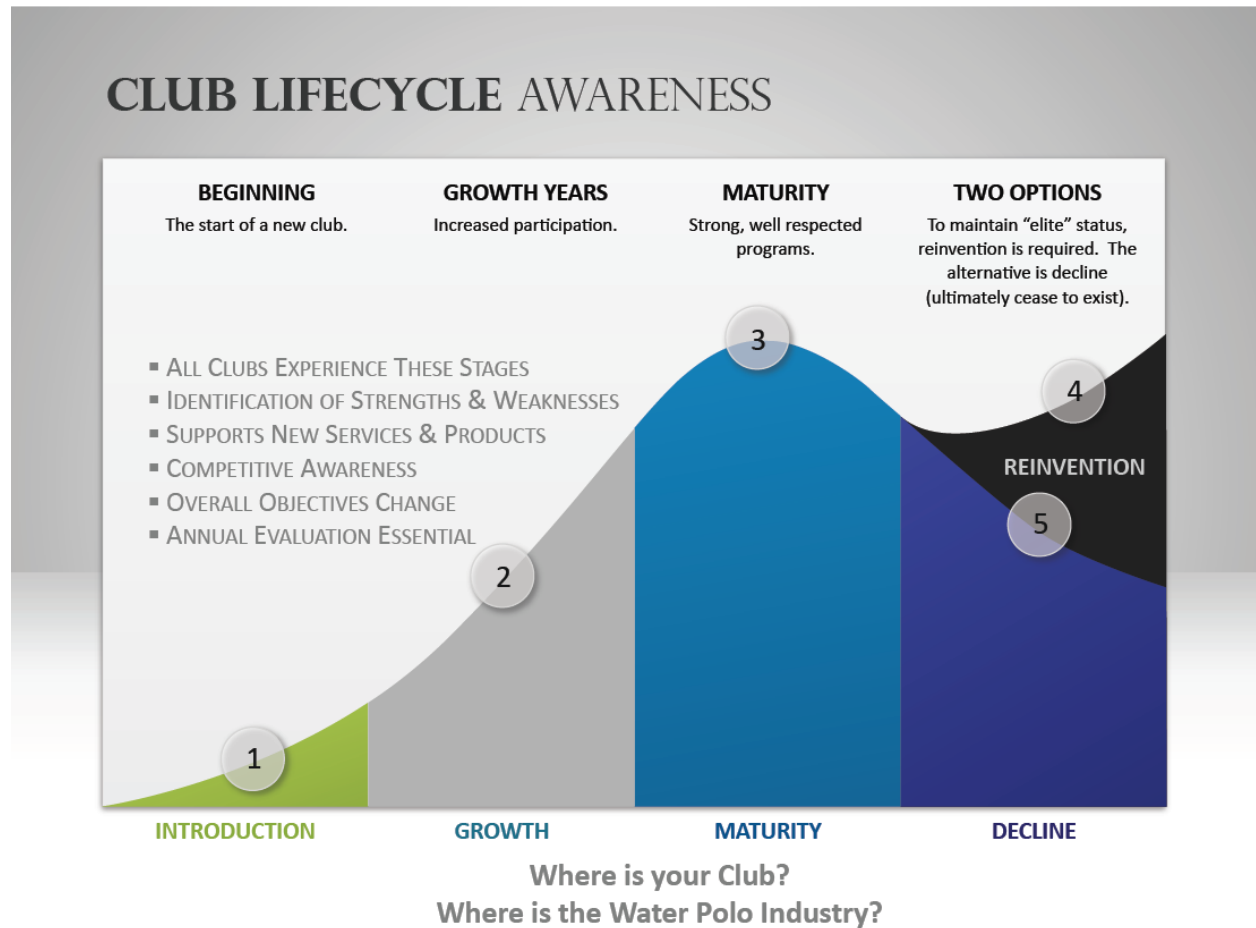 CLUB LIFECYCLE AWARENESS
BEGINNING
The start of a new club.
GROWTH YEARS
Increased participation.
MATURITY
Strong, well respected
programs.
TWO OPTIONS
To maintain “elite” status,
reinvention is required. The
alternative is decline
(ultimately cease to exist).
▪ ALL CLUBS EXPERIENCE THESE STAGES
▪ IDENTIFICATION OF STRENGTHS & WEAKNESSES
▪ SUPPORTS NEW SERVICES & PRODUCTS
▪ COMPETITIVE AWARENESS
▪ OVERALL OBJECTIVES CHANGE
▪ ANNUAL EVALUATION ESSENTIAL
1
2
3
4
REINVENTION
5
INTRODUCTION
GROWTH
MATURITY
DECLINE
Where is your Club?
Where is the Water Polo Industry?